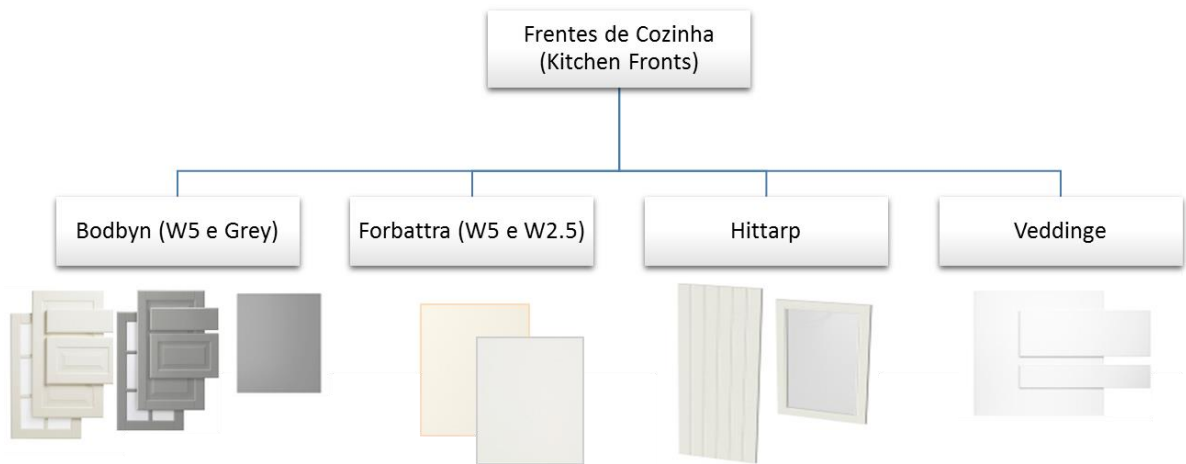 Frentes de Cozinha
(Kitchen Fronts)
Bodbyn (W5 e Grey)
Forbattra (W5 e W2.5)
Hittarp
Veddinge